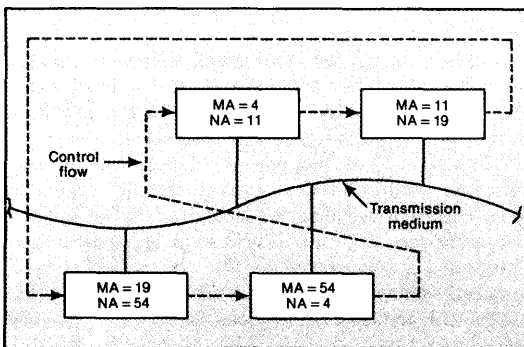 MA = 4
NA = 11
MA = 11
NA = 19
Control
flow
Transmission
medium
MA = 19
NA = 54
MA = 54
NA = 4